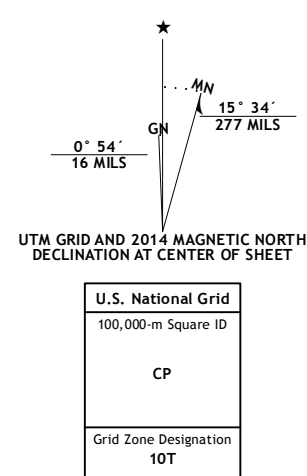 MN
GN
15° 34´
277 MILS
0° 54´
16 MILS
UTM GRID AND 2014 MAGNETIC NORTH
DECLINATION AT CENTER OF SHEET
U.S. National Grid
100,000-m Square ID
CP
Grid Zone Designation
10T